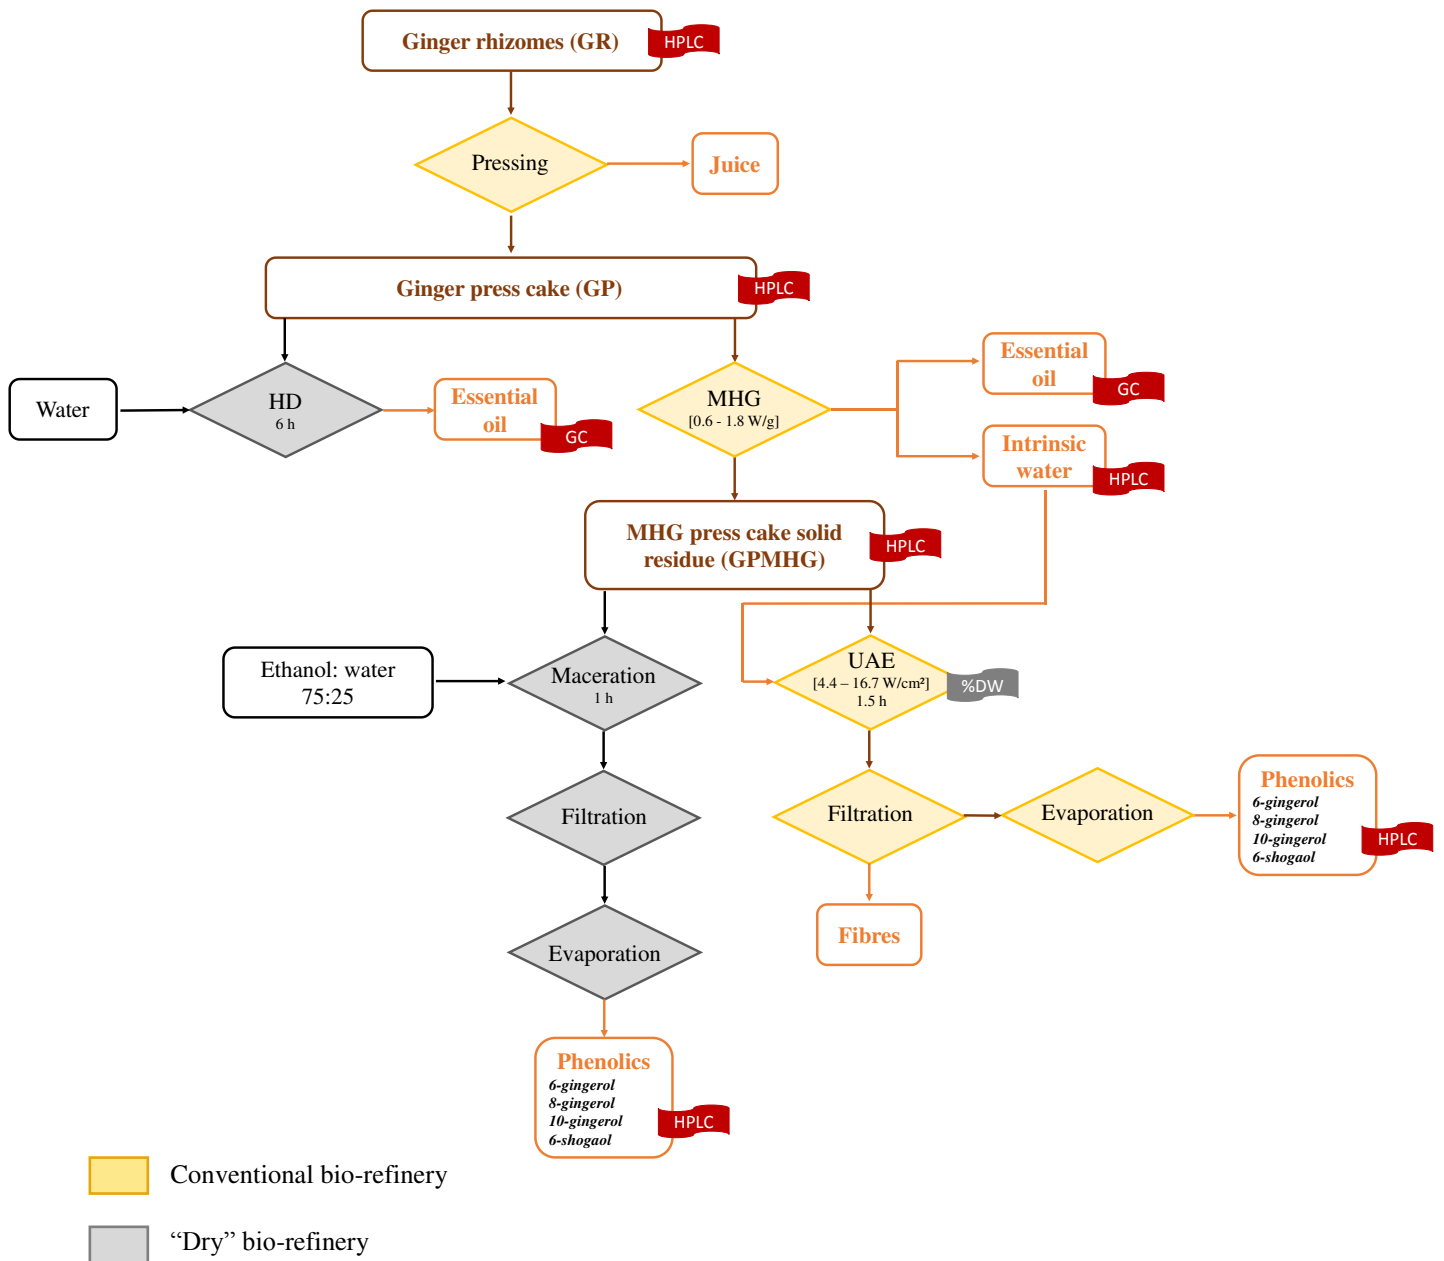 Ginger rhizomes (GR)
HPLC
Pressing
Juice
Ginger press cake (GP)
HPLC
Water
HD
6 h
Essential
oil
GC
MHG
[0.6 - 1.8 W/g]
Essential
oil
GC
Intrinsic
water
HPLC
MHG press cake solid
residue (GPMHG)
HPLC
Ethanol: water
75:25
Maceration
1 h
UAE
[4.4 – 16.7 W/cm²]
1.5 h
%DW
Filtration
Filtration
Evaporation
Phenolics
6-gingerol
8-gingerol
10-gingerol
6-shogaol
HPLC
Evaporation
Fibres
Phenolics
6-gingerol
8-gingerol
10-gingerol
6-shogaol
HPLC
Conventional bio-refinery
“Dry” bio-refinery